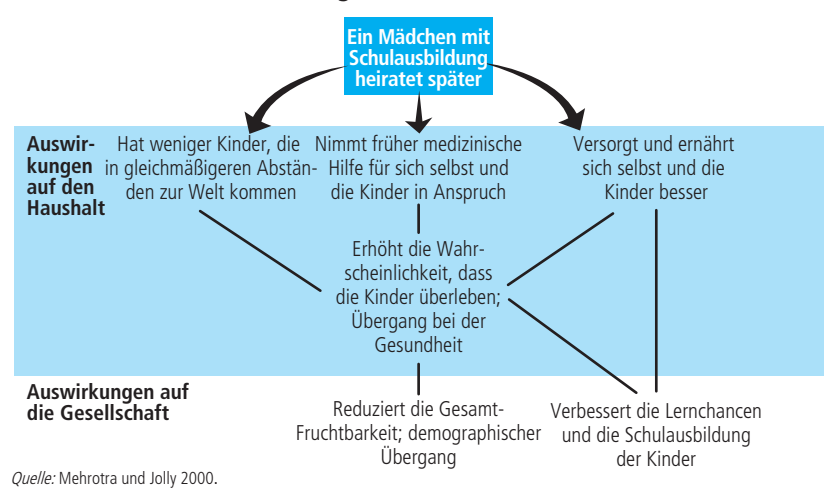 Ein Mädchen mit
Schulausbildung
heiratet später
Auswir-
kungen
auf den
Haushalt
Hat weniger Kinder, die
in gleichmäßigeren Abstän-
den zur Welt kommen
Nimmt früher medizinische
Hilfe für sich selbst und
die Kinder in Anspruch
Versorgt und ernährt
sich selbst und die
Kinder besser
Erhöht die Wahr-
scheinlichkeit, dass
die Kinder überleben;
Übergang bei der
Gesundheit
Auswirkungen auf
die Gesellschaft
Reduziert die Gesamt-
Fruchtbarkeit; demographischer
Übergang
Verbessert die Lernchancen
und die Schulausbildung
der Kinder
Quelle: Mehrotra und Jolly 2000.